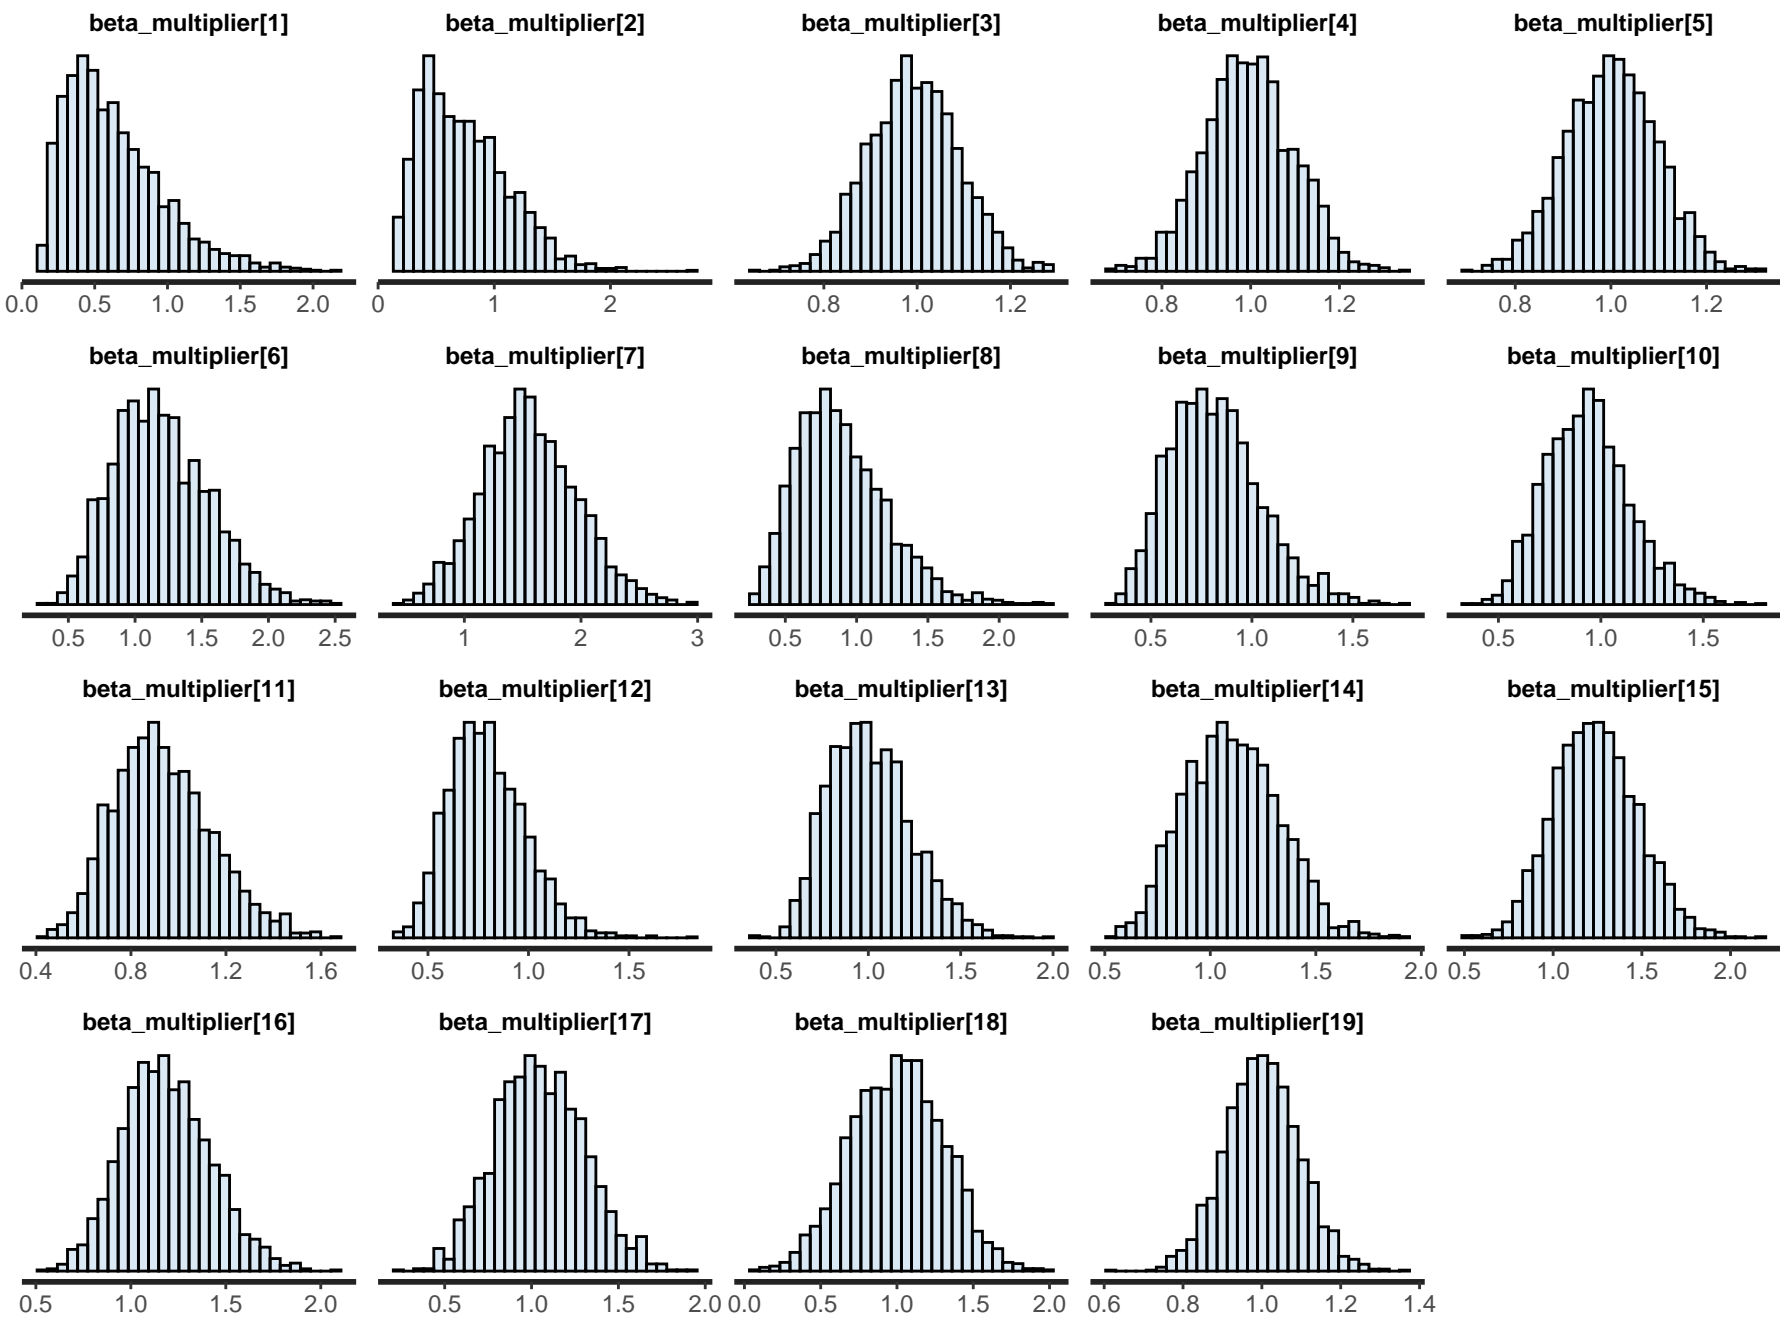 beta_multiplier[1] beta_multiplier[2] beta_multiplier[3] beta_multiplier[4] beta_multiplier[5]
0.0 0.5 1.0 1.5 2.0 0 1 2 0.8 1.0 1.2 0.8 1.0 1.2 0.8 1.0 1.2
beta_multiplier[6] beta_multiplier[7] beta_multiplier[8] beta_multiplier[9] beta_multiplier[10]
0.5 1.0 1.5 2.0 2.5 1 2 3 0.5 1.0 1.5 2.0 0.5 1.0 1.5 0.5 1.0 1.5
beta_multiplier[11] beta_multiplier[12] beta_multiplier[13] beta_multiplier[14] beta_multiplier[15]
0.4 0.8 1.2 1.6 0.5 1.0 1.5 0.5 1.0 1.5 2.0 0.5 1.0 1.5 2.0 0.5 1.0 1.5 2.0
beta_multiplier[16] beta_multiplier[17] beta_multiplier[18] beta_multiplier[19]
0.5 1.0 1.5 2.0 0.5 1.0 1.5 2.0 0.0 0.5 1.0 1.5 2.0 0.6 0.8 1.0 1.2 1.4